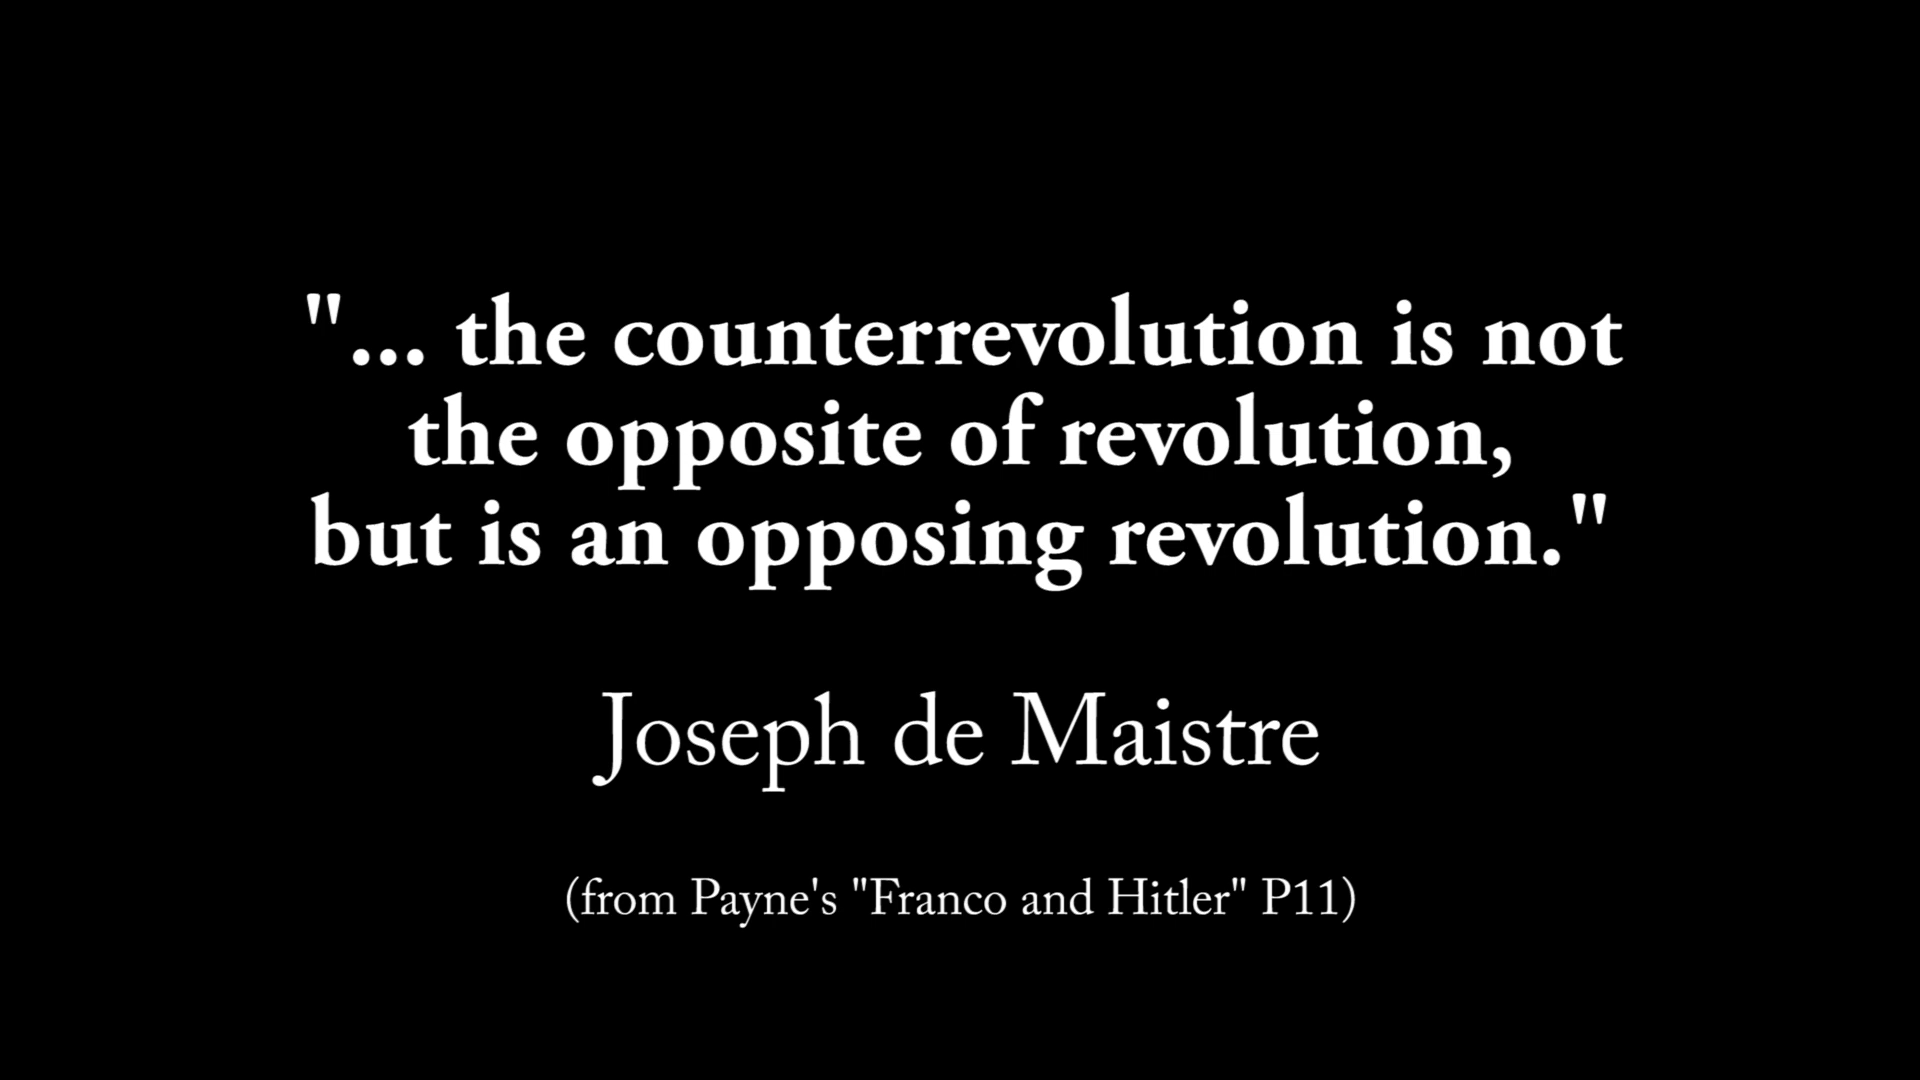 "... the counterrevolution is not
the opposite of revolution,
but is an opposing revolution."
Joseph de Maistre
(from Payne's "Franco and Hitler" P11)